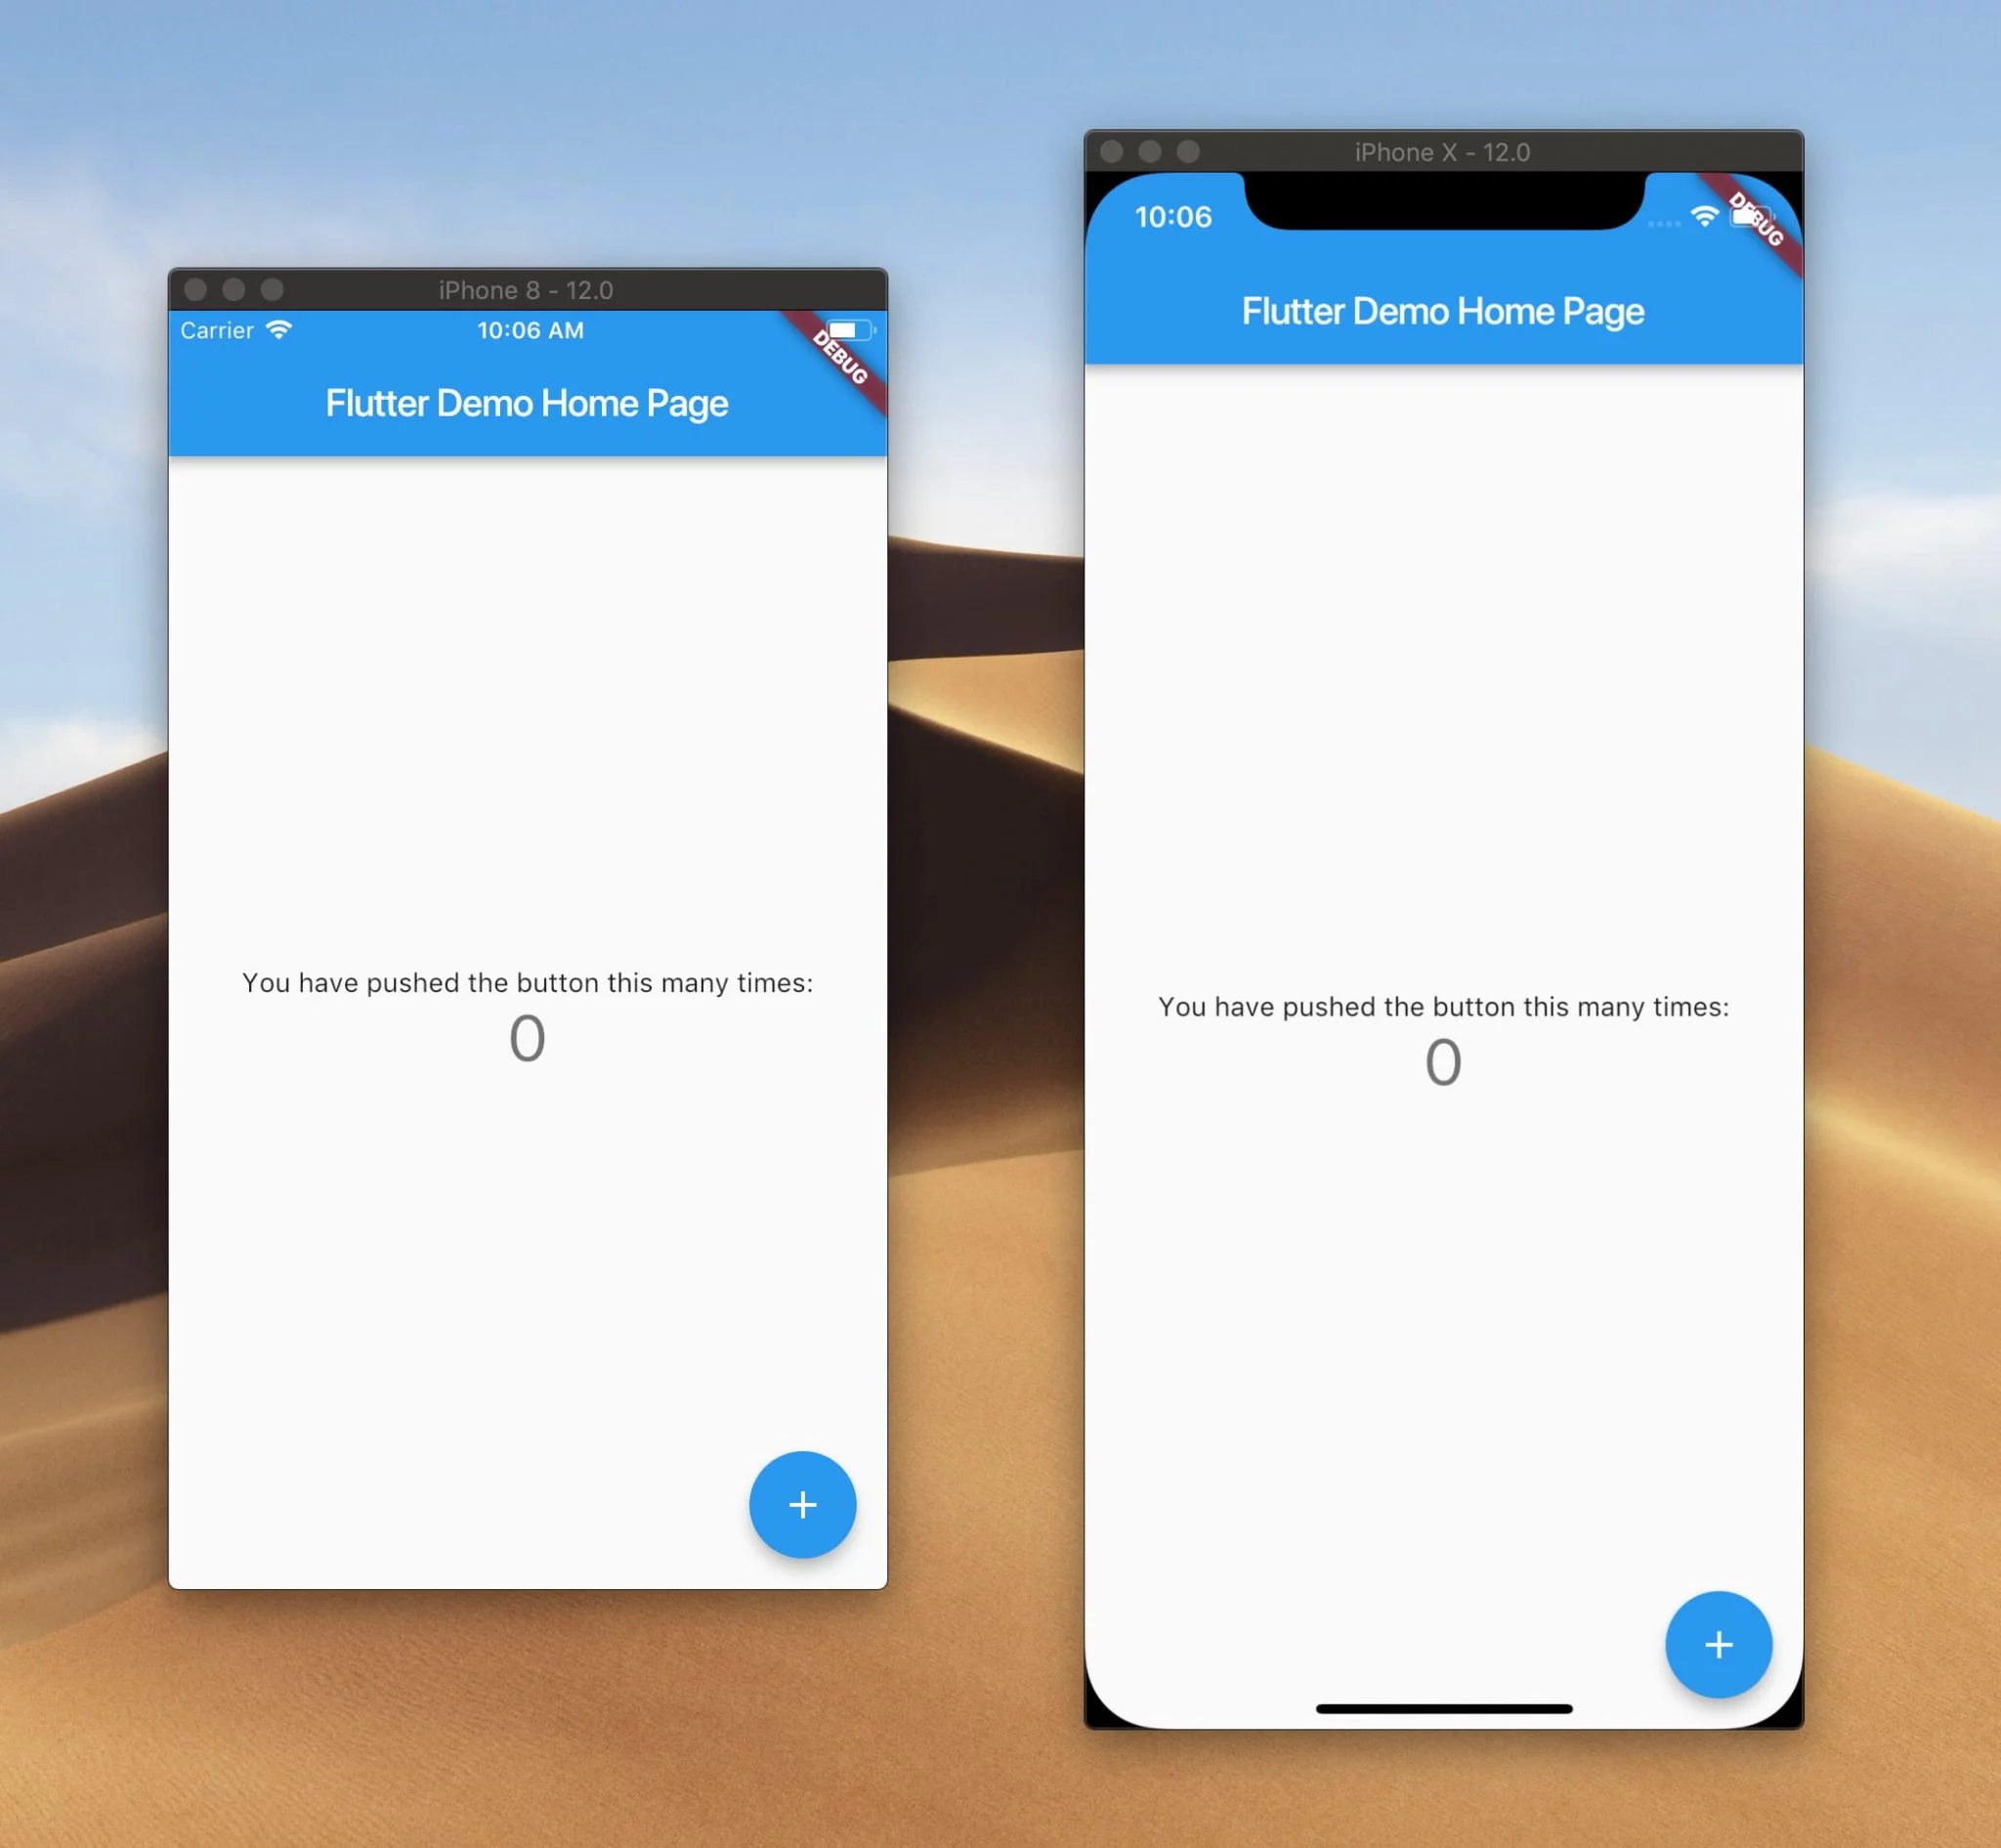 iPhone 8 - 12.0
Carrier
10:06 AM
DEBUG
Flutter Demo Home Page
You have pushed the button this many times:
0
+
iPhone X - 12.0
10:06
DEBUG
Flutter Demo Home Page
You have pushed the button this many times:
0
+